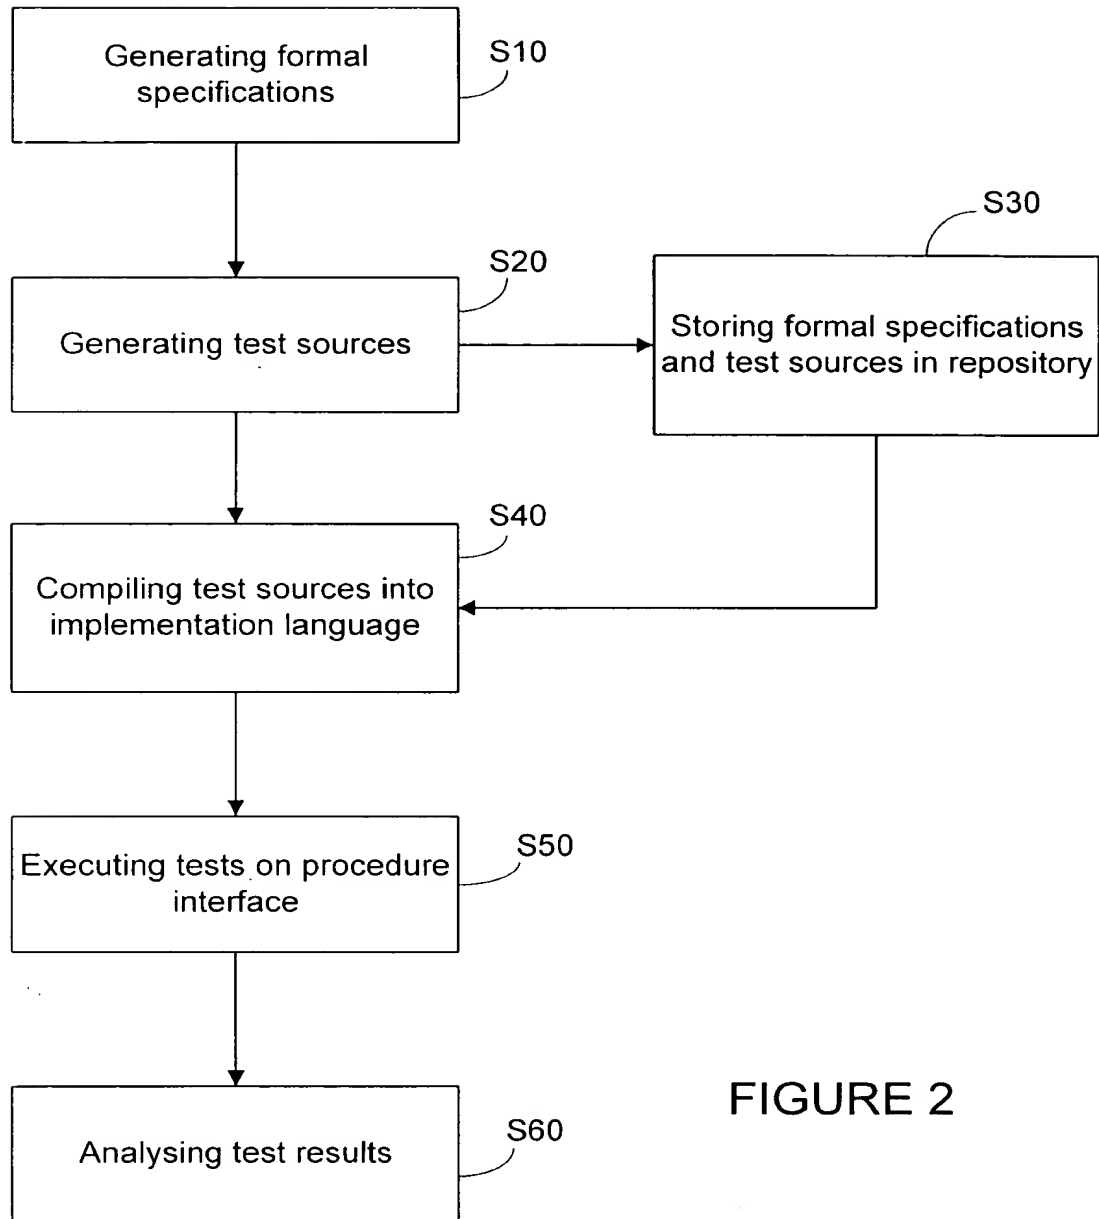 Generating formal
specifications
S10
S30
S20
Generating test sources
Storing formal specifications
and test sources in repository
S40
Compiling test sources into
implementation language
S50
Executing tests on procedure
interface
FIGURE 2
S60
Analysing test results